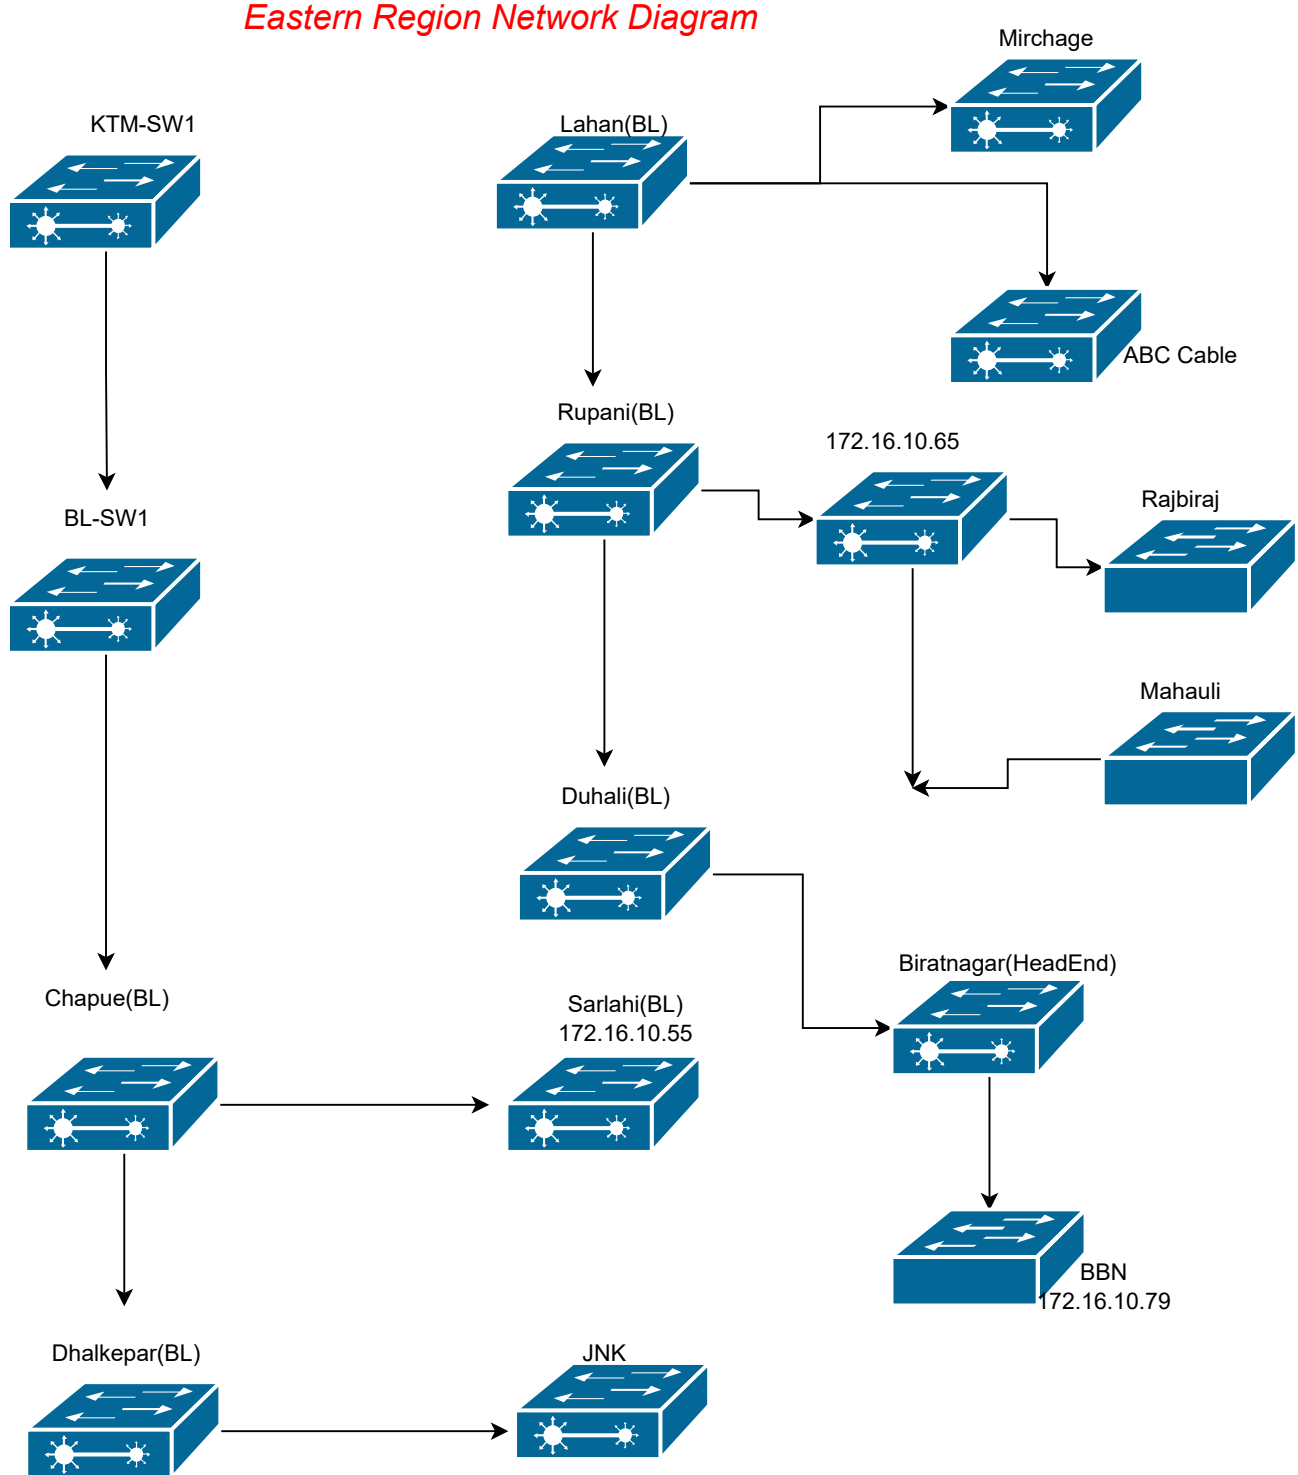 Eastern Region Network Diagram
Mirchage
KTM-SW1
Lahan(BL)
ABC Cable
Rupani(BL)
172.16.10.65
Rajbiraj
BL-SW1
Mahauli
Duhali(BL)
Biratnagar(HeadEnd)
Chapue(BL)
Sarlahi(BL)
172.16.10.55
BBN
172.16.10.79
Dhalkepar(BL)
JNK